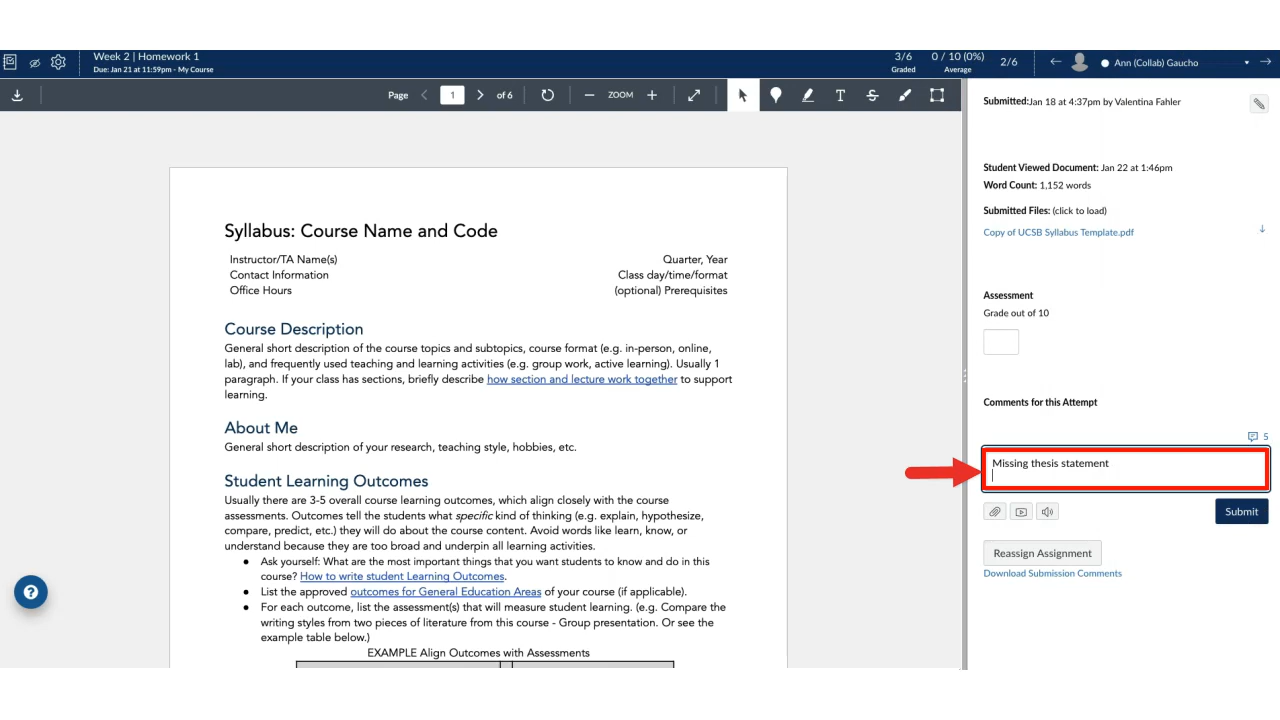 Week 2 | Homework 1
Due: Jan 21 at 11:59pm - My Course
3/6
Graded
0 / 10 (0%)
Average
2/6
Ann (Collab) Gaucho
Page
1
of 6
ZOOM
T
S
Syllabus: Course Name and Code
Instructor/TA Name(s)
Quarter, Year
Contact Information
Class day/time/format
Office Hours
(optional) Prerequisites
Course Description
General short description of the course topics and subtopics, course format (e.g. in-person, online,
lab), and frequently used teaching and learning activities (e.g. group work, active learning). Usually 1
paragraph. If your class has sections, briefly describe how section and lecture work together to support
learning.
About Me
General short description of your research, teaching style, hobbies, etc.
Student Learning Outcomes
Usually there are 3-5 overall course learning outcomes, which align closely with the course
assessments. Outcomes tell the students what specific kind of thinking (e.g. explain, hypothesize,
compare, predict, etc.) they will do about the course content. Avoid words like learn, know, or
understand because they are too broad and underpin all learning activities.
● Ask yourself: What are the most important things that you want students to know and do in this
course? How to write student Learning Outcomes.
● List the approved outcomes for General Education Areas of your course (if applicable).
● For each outcome, list the assessment(s) that will measure student learning. (e.g. Compare the
writing styles from two pieces of literature from this course - Group presentation. Or see the
example table below.)
EXAMPLE Align Outcomes with Assessments
?
Submitted:Jan 18 at 4:37pm by Valentina Fahler
Student Viewed Document: Jan 22 at 1:46pm
Word Count: 1,152 words
Submitted Files: (click to load)
Copy of UCSB Syllabus Template.pdf
Assessment
Grade out of 10
Comments for this Attempt
5
Missing thesis statement
Submit
Reassign Assignment
Download Submission Comments